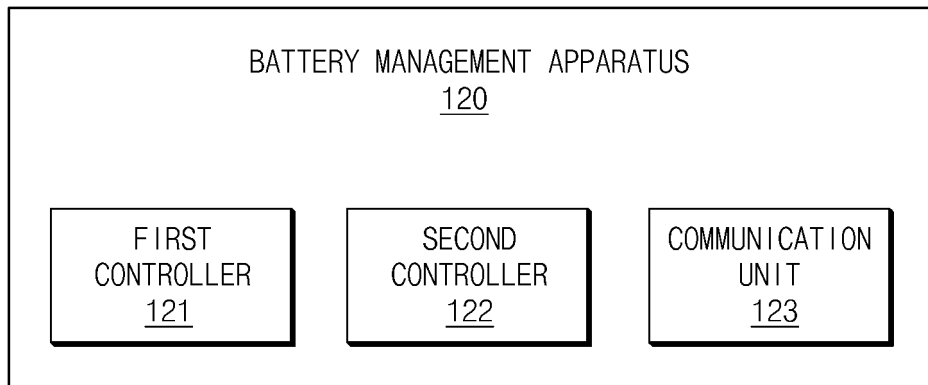 BATTERY MANAGEMENT APPARATUS
120
FIRST
CONTROLLER
121
SECOND
CONTROLLER
122
COMMUNICATION
UNIT
123